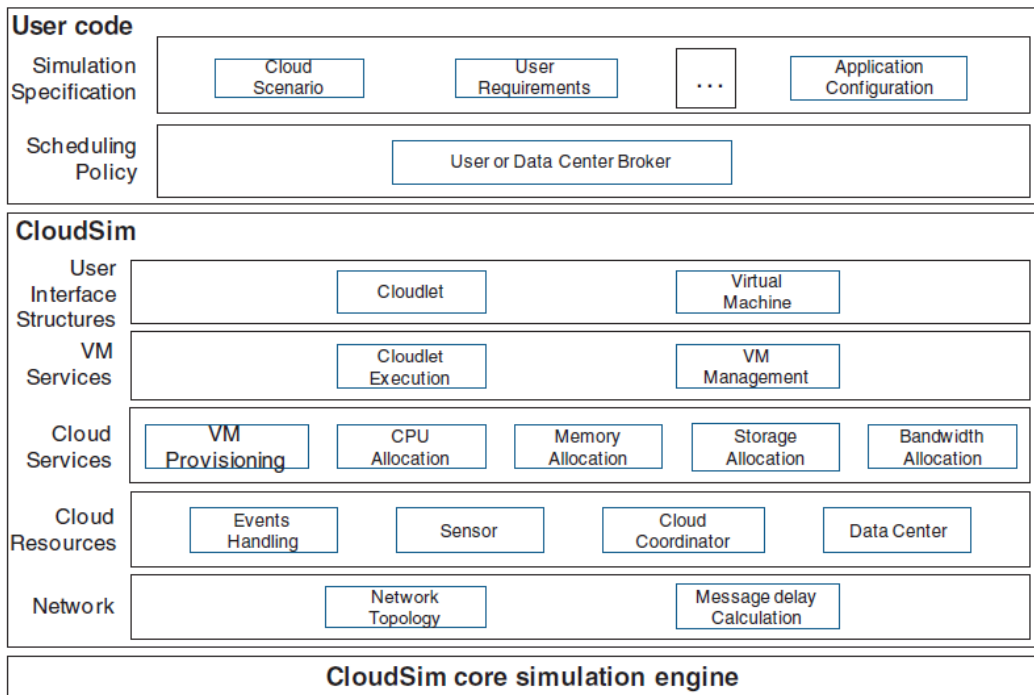 User code
Simulation
Specification
Cloud
Scenario
User
Requirements
...
Application
Configuration
Scheduling
Policy
User or Data Center Broker
CloudSim
User
Interface
Structures
Cloudlet
Virtual
Machine
VM
Services
Cloudlet
Execution
VM
Management
Cloud
Services
VM
Provisioning
CPU
Allocation
Memory
Allocation
Storage
Allocation
Bandwidth
Allocation
Cloud
Resources
Events
Handling
Sensor
Cloud
Coordinator
Data Center
Network
Network
Topology
Message delay
Calculation
CloudSim core simulation engine